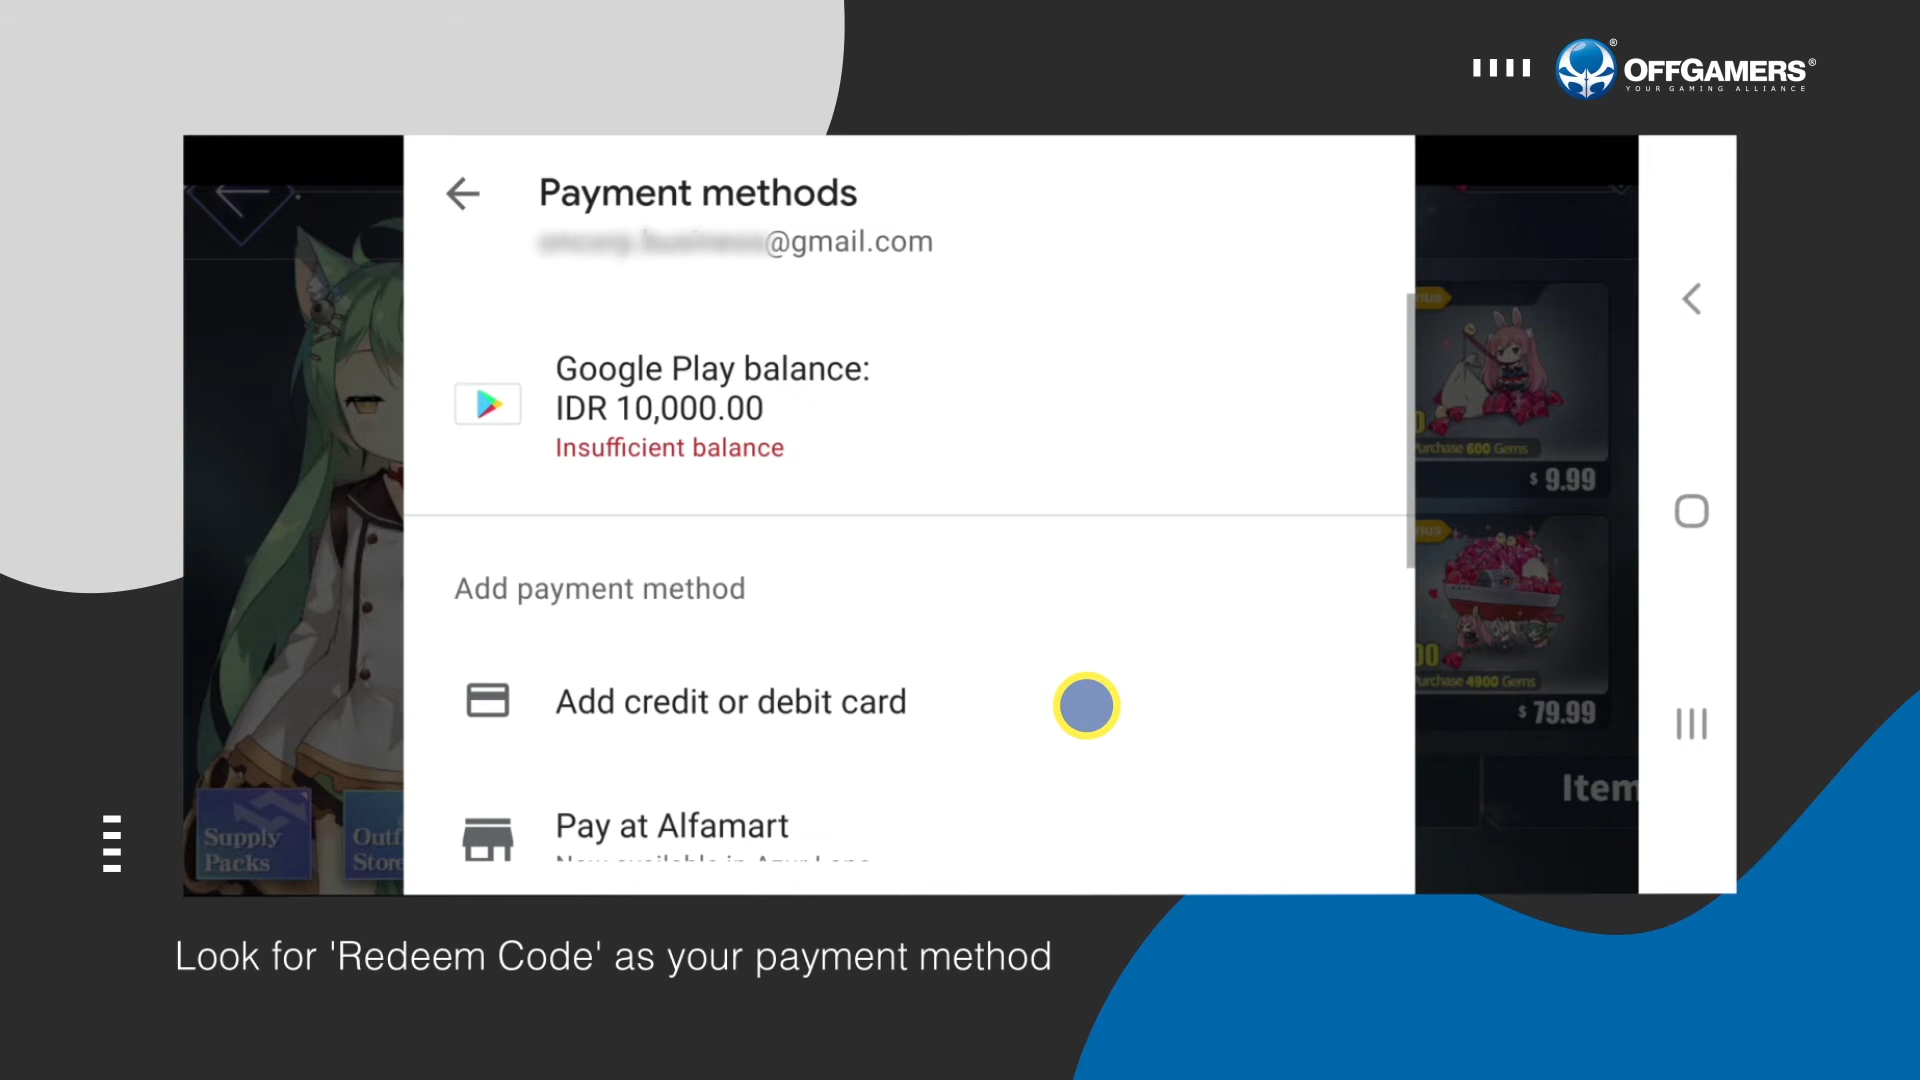 OFFGAMERS®
YOUR GAMING ALLIANCE
Payment methods
@gmail.com
Google Play balance:
IDR 10,000.00
Insufficient balance
Add payment method
Add credit or debit card
Pay at Alfamart
Purchase 600 Gems
$ 9.99
Purchase 4900 Gems
$ 79.99
Item
Supply
Packs
Outf
Store
Look for 'Redeem Code' as your payment method